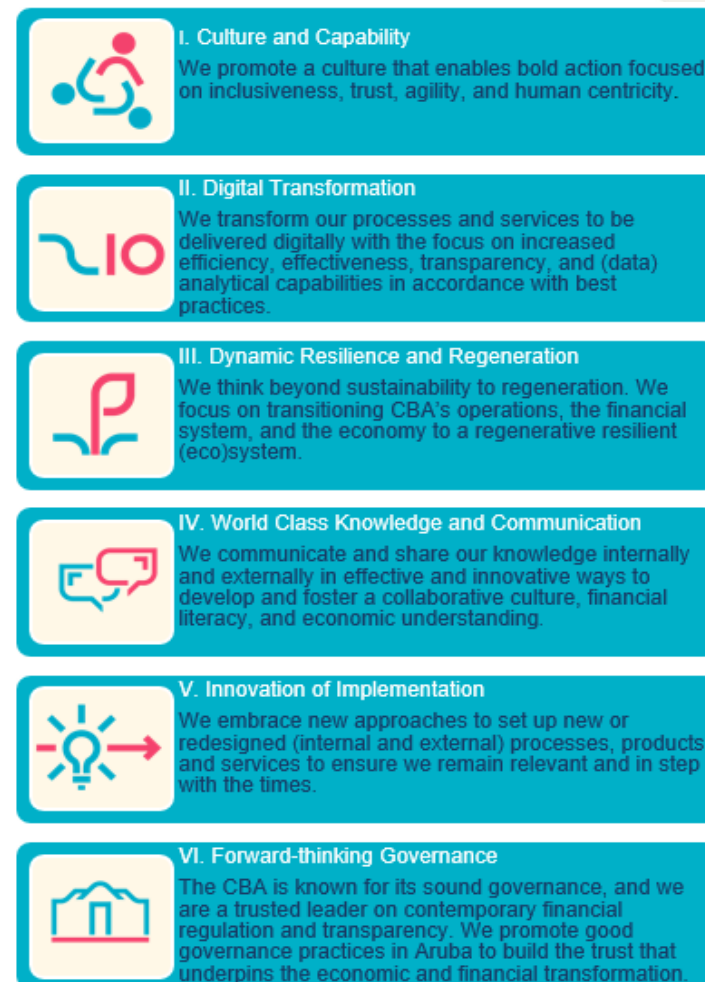 I. Culture and Capability
We promote a culture that enables bold action focused
on inclusiveness, trust, agility, and human centricity.
II. Digital Transformation
We transform our processes and services to be
delivered digitally with the focus on increased
efficiency, effectiveness, transparency, and (data)
analytical capabilities in accordance with best
practices.
III. Dynamic Resilience and Regeneration
We think beyond sustainability to regeneration. We
focus on transitioning CBA's operations, the financial
system, and the economy to a regenerative resilient
(eco)system.
IV. World Class Knowledge and Communication
We communicate and share our knowledge internally
and externally in effective and innovative ways to
develop and foster a collaborative culture, financial
literacy, and economic understanding.
V. Innovation of Implementation
We embrace new approaches to set up new or
redesigned (internal and external) processes, products
and services to ensure we remain relevant and in step
with the times.
VI. Forward-thinking Governance
The CBA is known for its sound governance, and we
are a trusted leader on contemporary financial
regulation and transparency. We promote good
governance practices in Aruba to build the trust that
underpins the economic and financial transformation.